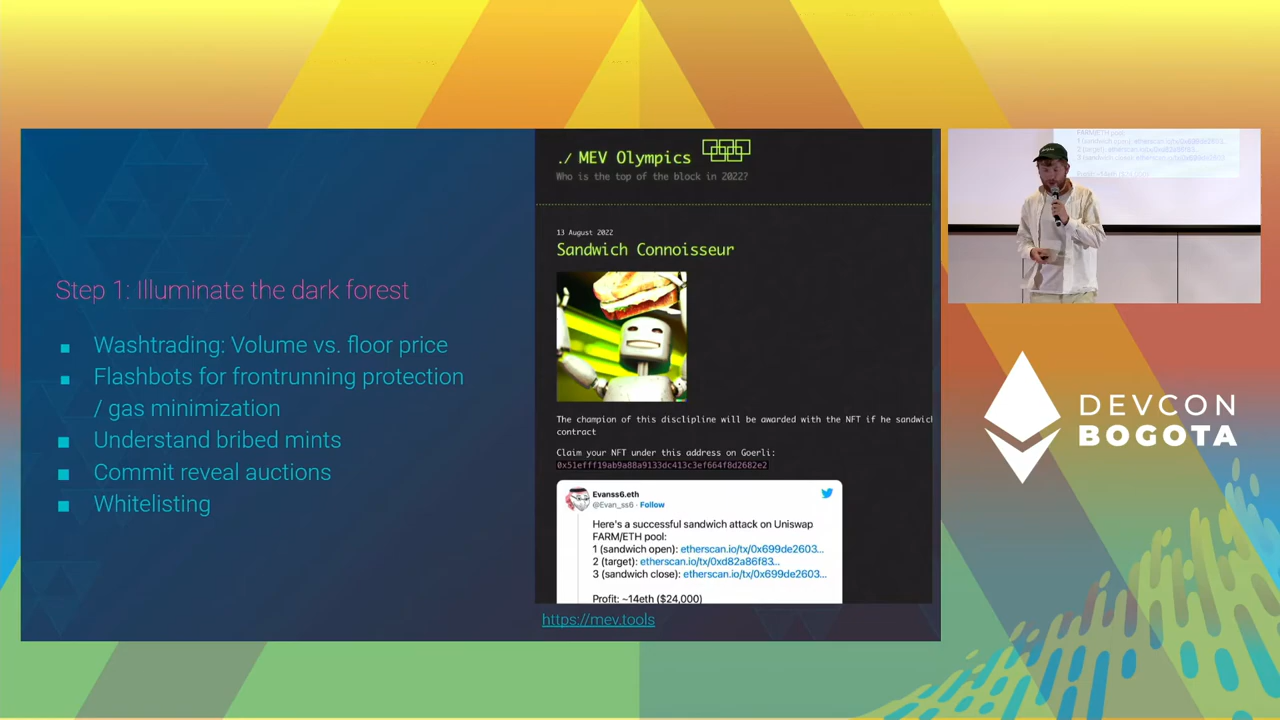 Step 1: Illuminate the dark forest
■ Washtrading: Volume vs. floor price
■ Flashbots for frontrunning protection
/ gas minimization
■ Understand bribed mints
■ Commit reveal auctions
■ Whitelisting
./ MEV Olympics
Who is the top of the block in 2022?
13 August 2022
Sandwich Connoisseur
The champion of this discipline will be awarded with the NFT if he sandwic
contract
Claim your NFT under this address on Goerli:
0x51efff19ab9a88a9133dc413c3ef664f8d2682e2
Evanss6.eth
@Evan_ss6 · Follow
Here's a successful sandwich attack on Uniswap
FARM/ETH pool:
1 (sandwich open): etherscan.io/tx/0x699de2603...
2 (target): etherscan.io/tx/0xd82a86f83...
3 (sandwich close): etherscan.io/tx/0x699de2603...
Profit: ~14eth ($24,000)
https://mev.tools
FARM/ETH pool:
DEVCON
BOGOTA